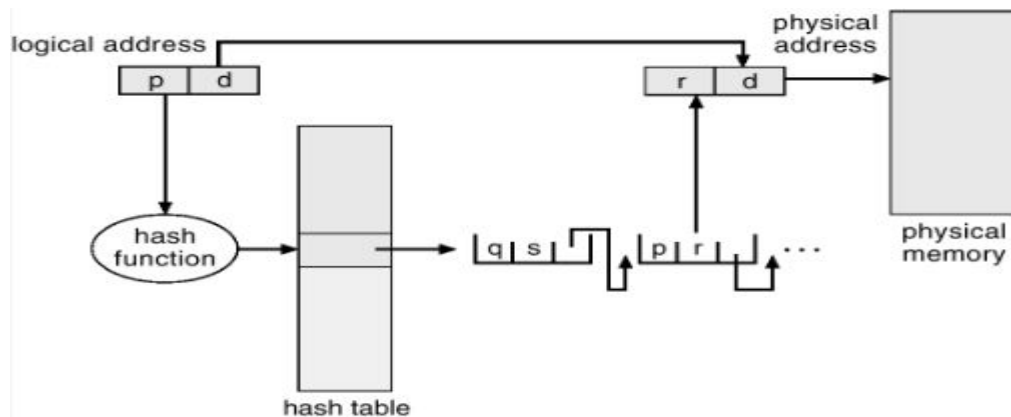 logical address
p d
physical
address
r d
hash
function
q s
p r
...
physical
memory
hash table